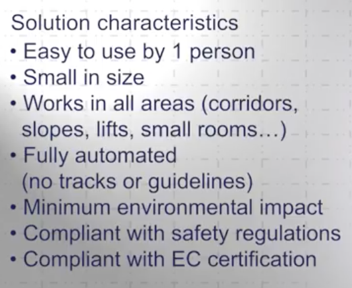 Solution characteristics
• Easy to use by 1 person
• Small in size
• Works in all areas (corridors,
slopes, lifts, small rooms...)
• Fully automated
(no tracks or guidelines)
• Minimum environmental impact
• Compliant with safety regulations
• Compliant with EC certification